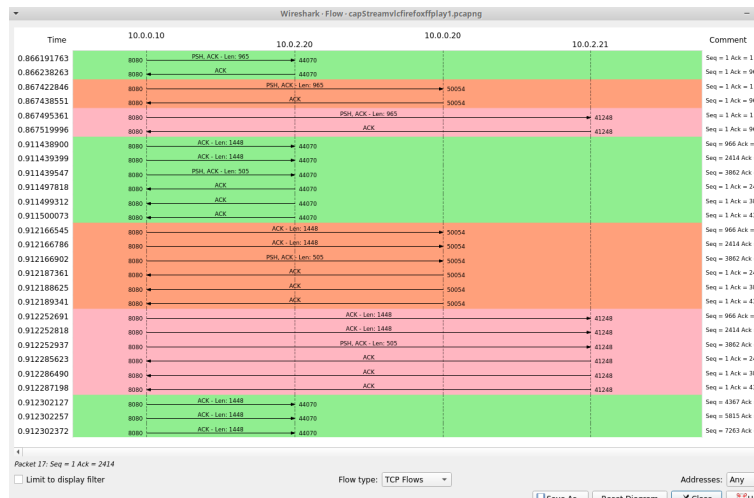 Wireshark · Flow · capStreamvlcfirefoxffplay1.pcapng
Time 10.0.0.10 10.0.2.20 10.0.0.20 10.0.2.21 Comment
0.866191763 8080 PSH, ACK - Len: 965 44070 Seq = 1 Ack = 1
0.866238263 8080 ACK 44070 Seq = 1 Ack = 96
0.867422846 8080 PSH, ACK - Len: 965 50054 Seq = 1 Ack = 1
0.867438551 8080 ACK 50054 Seq = 1 Ack = 96
0.867495361 8080 PSH, ACK - Len: 965 41248 Seq = 1 Ack = 1
0.867519996 8080 ACK 41248 Seq = 1 Ack = 96
0.911438900 8080 ACK - Len: 1448 44070 Seq = 966 Ack =
0.911439399 8080 ACK - Len: 1448 44070 Seq = 2414 Ack
0.911439547 8080 PSH, ACK - Len: 505 44070 Seq = 3862 Ack
0.911497818 8080 ACK 44070 Seq = 1 Ack = 24
0.911499312 8080 ACK 44070 Seq = 1 Ack = 38
0.911500073 8080 ACK 44070 Seq = 1 Ack = 43
0.912166545 8080 ACK - Len: 1448 50054 Seq = 966 Ack =
0.912166786 8080 ACK - Len: 1448 50054 Seq = 2414 Ack
0.912166902 8080 PSH, ACK - Len: 505 50054 Seq = 3862 Ack
0.912187361 8080 ACK 50054 Seq = 1 Ack = 24
0.912188625 8080 ACK 50054 Seq = 1 Ack = 38
0.912189341 8080 ACK 50054 Seq = 1 Ack = 43
0.912252691 8080 ACK - Len: 1448 41248 Seq = 966 Ack =
0.912252818 8080 ACK - Len: 1448 41248 Seq = 2414 Ack
0.912252937 8080 PSH, ACK - Len: 505 41248 Seq = 3862 Ack
0.912285623 8080 ACK 41248 Seq = 1 Ack = 24
0.912286490 8080 ACK 41248 Seq = 1 Ack = 38
0.912287198 8080 ACK 41248 Seq = 1 Ack = 43
0.912302127 8080 ACK - Len: 1448 44070 Seq = 4367 Ack
0.912302257 8080 ACK - Len: 1448 44070 Seq = 5815 Ack
0.912302372 8080 ACK - Len: 1448 44070 Seq = 7263 Ack
Packet 17: Seq = 1 Ack = 2414
Limit to display filter Flow type: TCP Flows Addresses: Any
Save As Reset Diagram Close